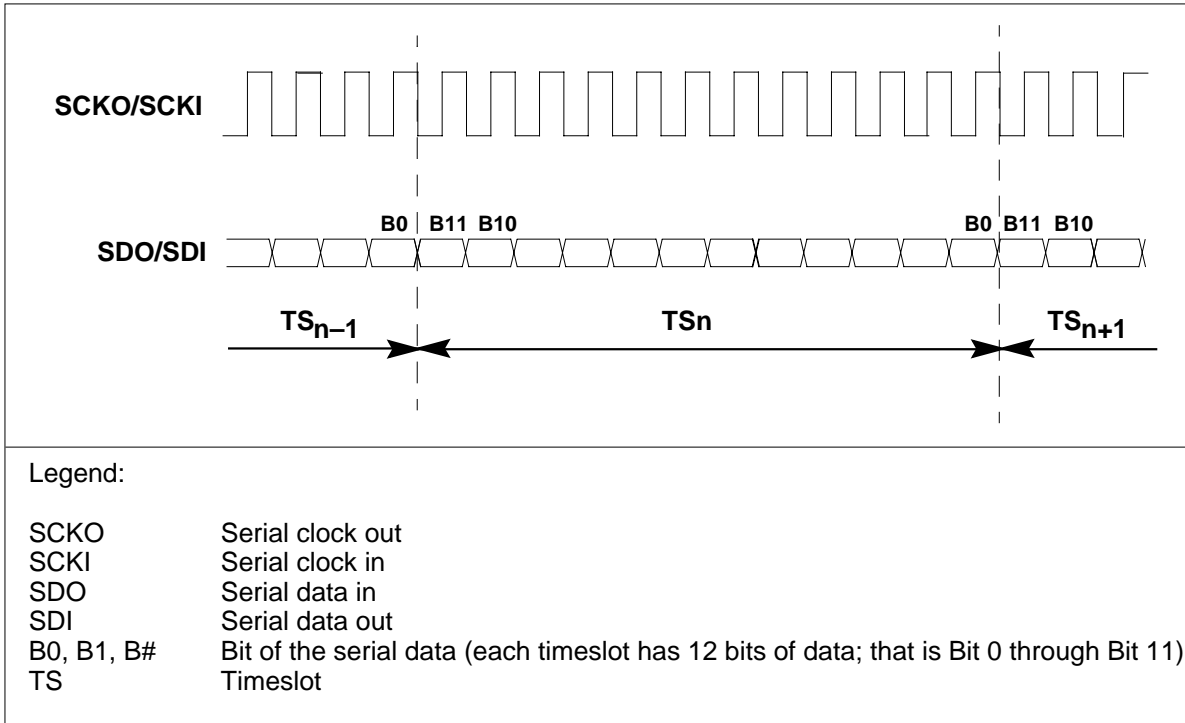 SCKO/SCKI
B0 B11 B10 B0 B11 B10
SDO/SDI
TSn–1 TSn TSn+1
Legend:
SCKO Serial clock out
SCKI Serial clock in
SDO Serial data in
SDI Serial data out
B0, B1, B# Bit of the serial data (each timeslot has 12 bits of data; that is Bit 0 through Bit 11)
TS Timeslot